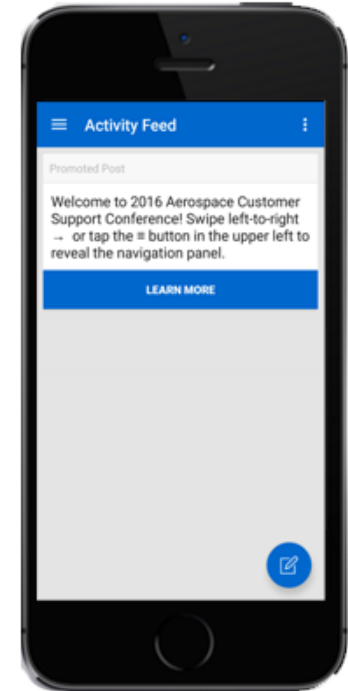 ≡ Activity Feed ⋮
Promoted Post
Welcome to 2016 Aerospace Customer
Support Conference! Swipe left-to-right
→ or tap the ≡ button in the upper left to
reveal the navigation panel.
LEARN MORE